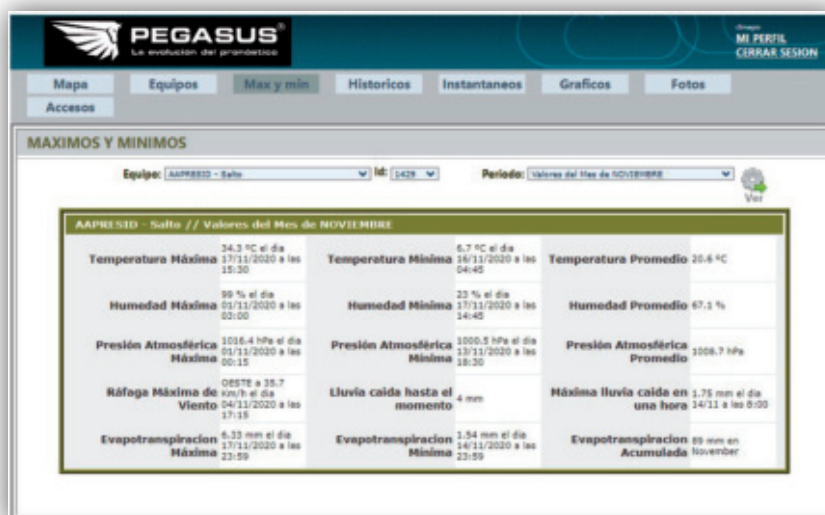 PEGASUS®
La evolución del pronóstico
MI PERFIL
CERRAR SESION
Mapa Equipos Max y min Historicos Instantaneos Graficos Fotos
Accesos
MAXIMOS Y MINIMOS
Equipo: AAPRESID - Salto Id: 1429 Periodo: Valores del Mes de NOVIEMBRE
Ver
AAPRESID - Salto // Valores del Mes de NOVIEMBRE
Temperatura Máxima 34.3 ºC el dia 17/11/2020 a las 15:30 Temperatura Minima 6.7 ºC el dia 16/11/2020 a las 04:45 Temperatura Promedio 20.6 ºC
Humedad Máxima 99 % el dia 01/11/2020 a las 02:00 Humedad Minima 23 % el dia 17/11/2020 a las 14:45 Humedad Promedio 67.1 %
Presión Atmosférica Máxima 1016.4 hPa el dia 01/11/2020 a las 00:15 Presión Atmosférica Minima 1000.5 hPa el dia 13/11/2020 a las 18:30 Presión Atmosférica Promedio 1008.7 hPa
Ráfaga Máxima de Viento OESTE a 35.7 Km/h el dia 04/11/2020 a las 17:15 Lluvia caida hasta el momento 4 mm Máxima lluvia caida en una hora 1.75 mm el dia 14/11 a las 8:00
Evapotranspiracion Máxima 6.33 mm el dia 17/11/2020 a las 23:59 Evapotranspiracion Minima 1.54 mm el dia 14/11/2020 a las 23:59 Evapotranspiracion Acumulada 89 mm en November